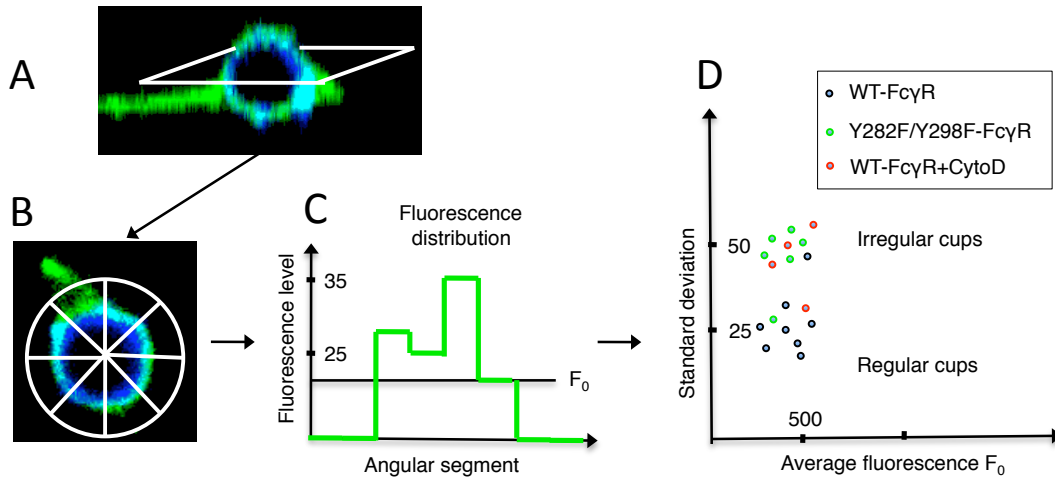 A
B
C
Fluorescence
distribution
Fluorescence level
35
25
F0
Angular segment
D
WT-FcγR
Y282F/Y298F-FcγR
WT-FcγR+CytoD
Standard deviation
50
25
Irregular cups
Regular cups
500
Average fluorescence F0